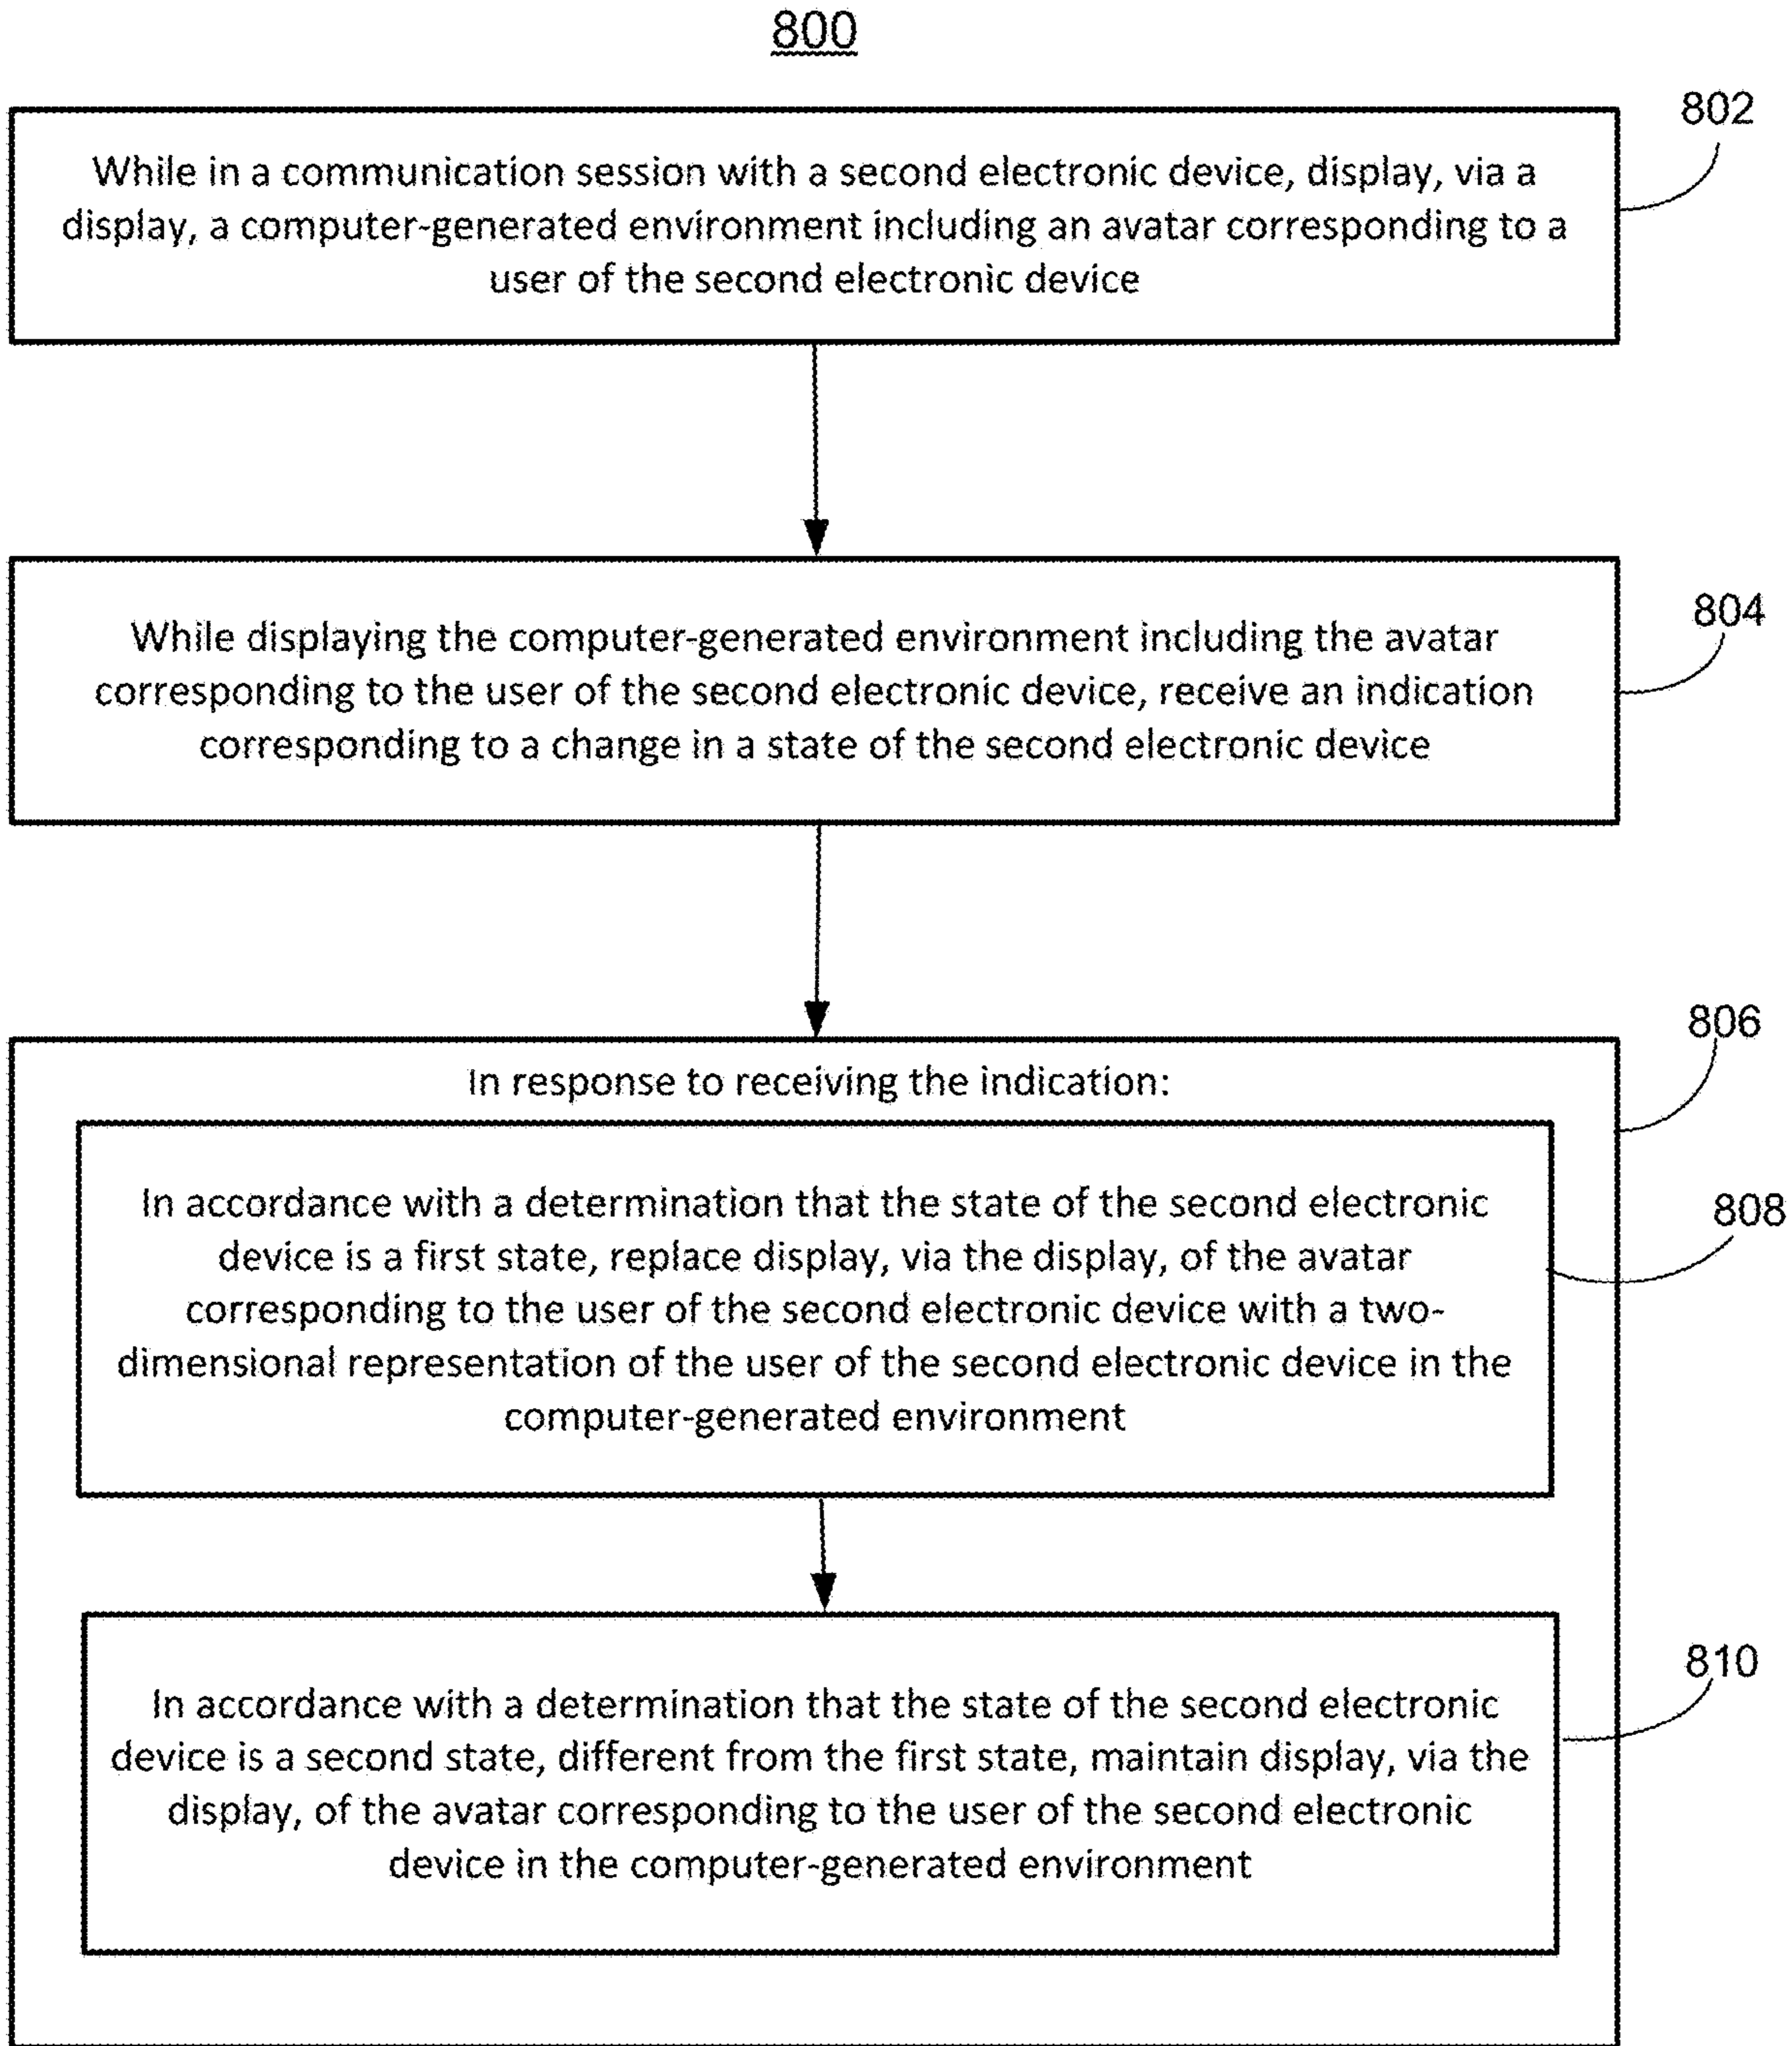 800
802
While in a communication session with a second electronic device, display, via a
display, a computer-generated environment including an avatar corresponding to a
user of the second electronic device
804
While displaying the computer-generated environment including the avatar
corresponding to the user of the second electronic device, receive an indication
corresponding to a change in a state of the second electronic device
806
In response to receiving the indication:
808
In accordance with a determination that the state of the second electronic
device is a first state, replace display, via the display, of the avatar
corresponding to the user of the second electronic device with a two-
dimensional representation of the user of the second electronic device in the
computer-generated environment
810
In accordance with a determination that the state of the second electronic
device is a second state, different from the first state, maintain display, via the
display, of the avatar corresponding to the user of the second electronic
device in the computer-generated environment